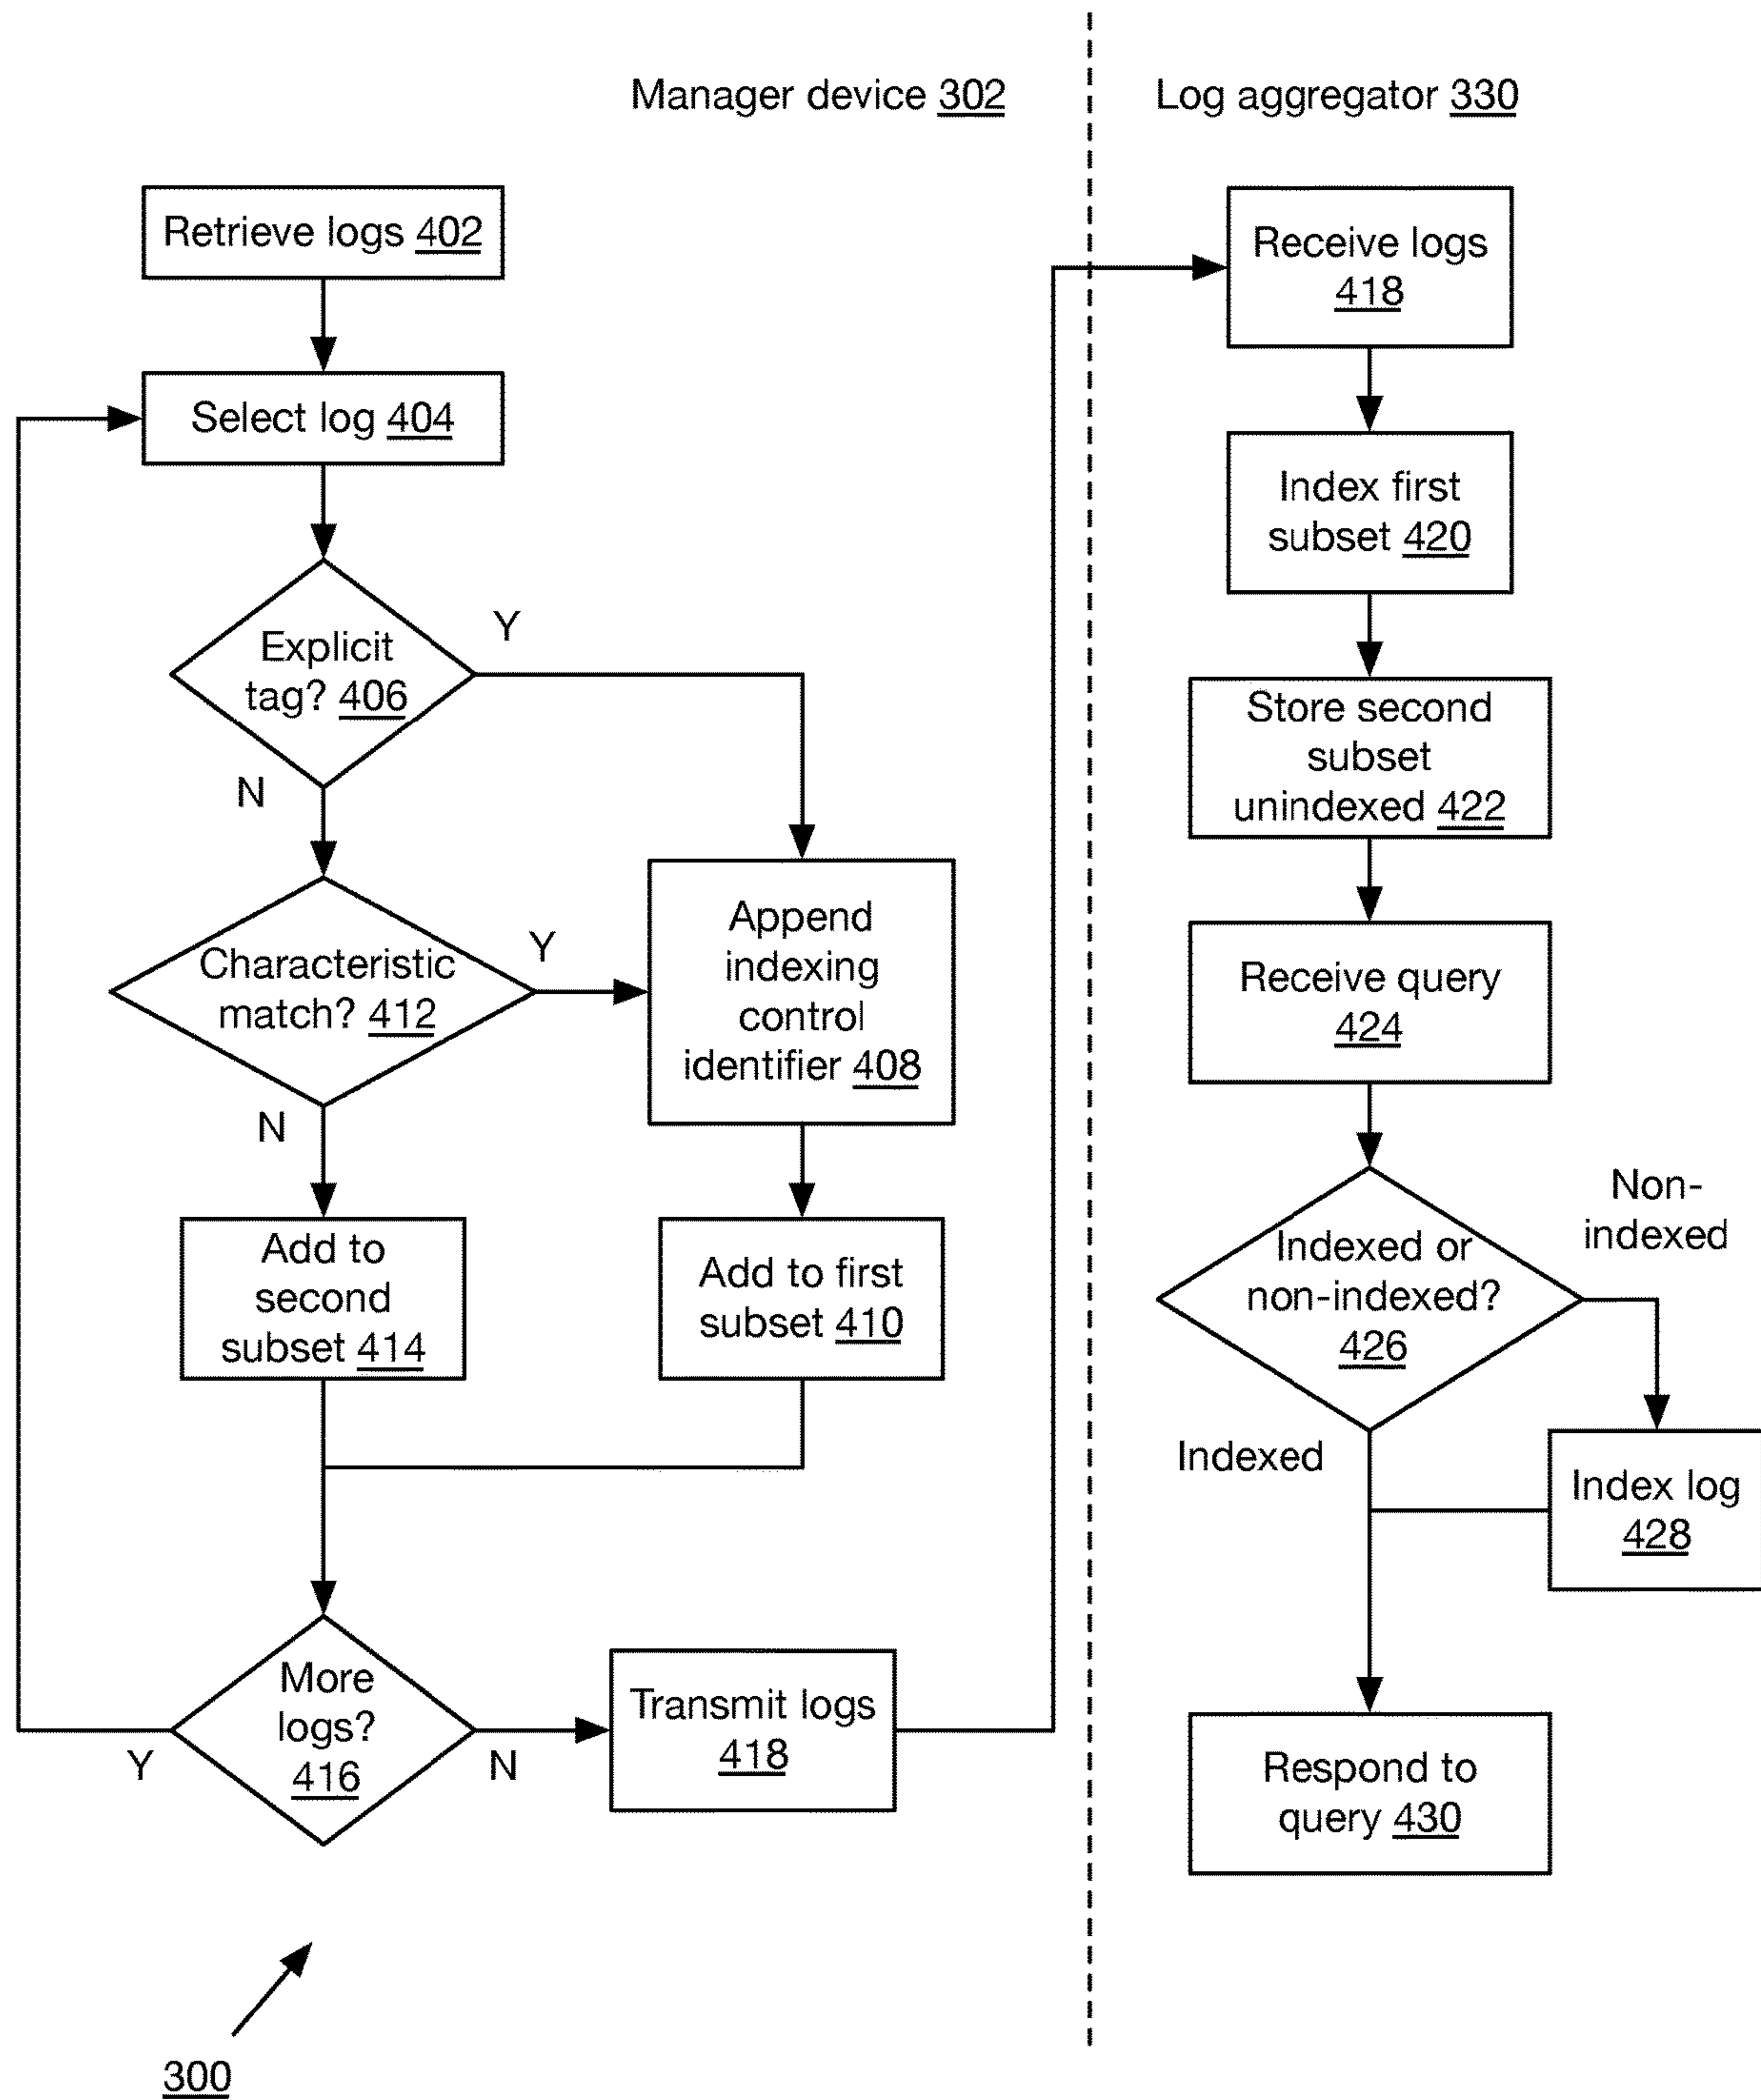 Manager device 302
Log aggregator 330
Retrieve logs 402
Select log 404
Explicit
tag? 406
Y
N
Characteristic
match? 412
Y
N
Append
indexing
control
identifier 408
Add to
second
subset 414
Add to first
subset 410
More
logs?
416
Y
N
Transmit logs
418
Receive logs
418
Index first
subset 420
Store second
subset
unindexed 422
Receive query
424
Indexed or
non-indexed?
426
Non-
indexed
Indexed
Index log
428
Respond to
query 430
300